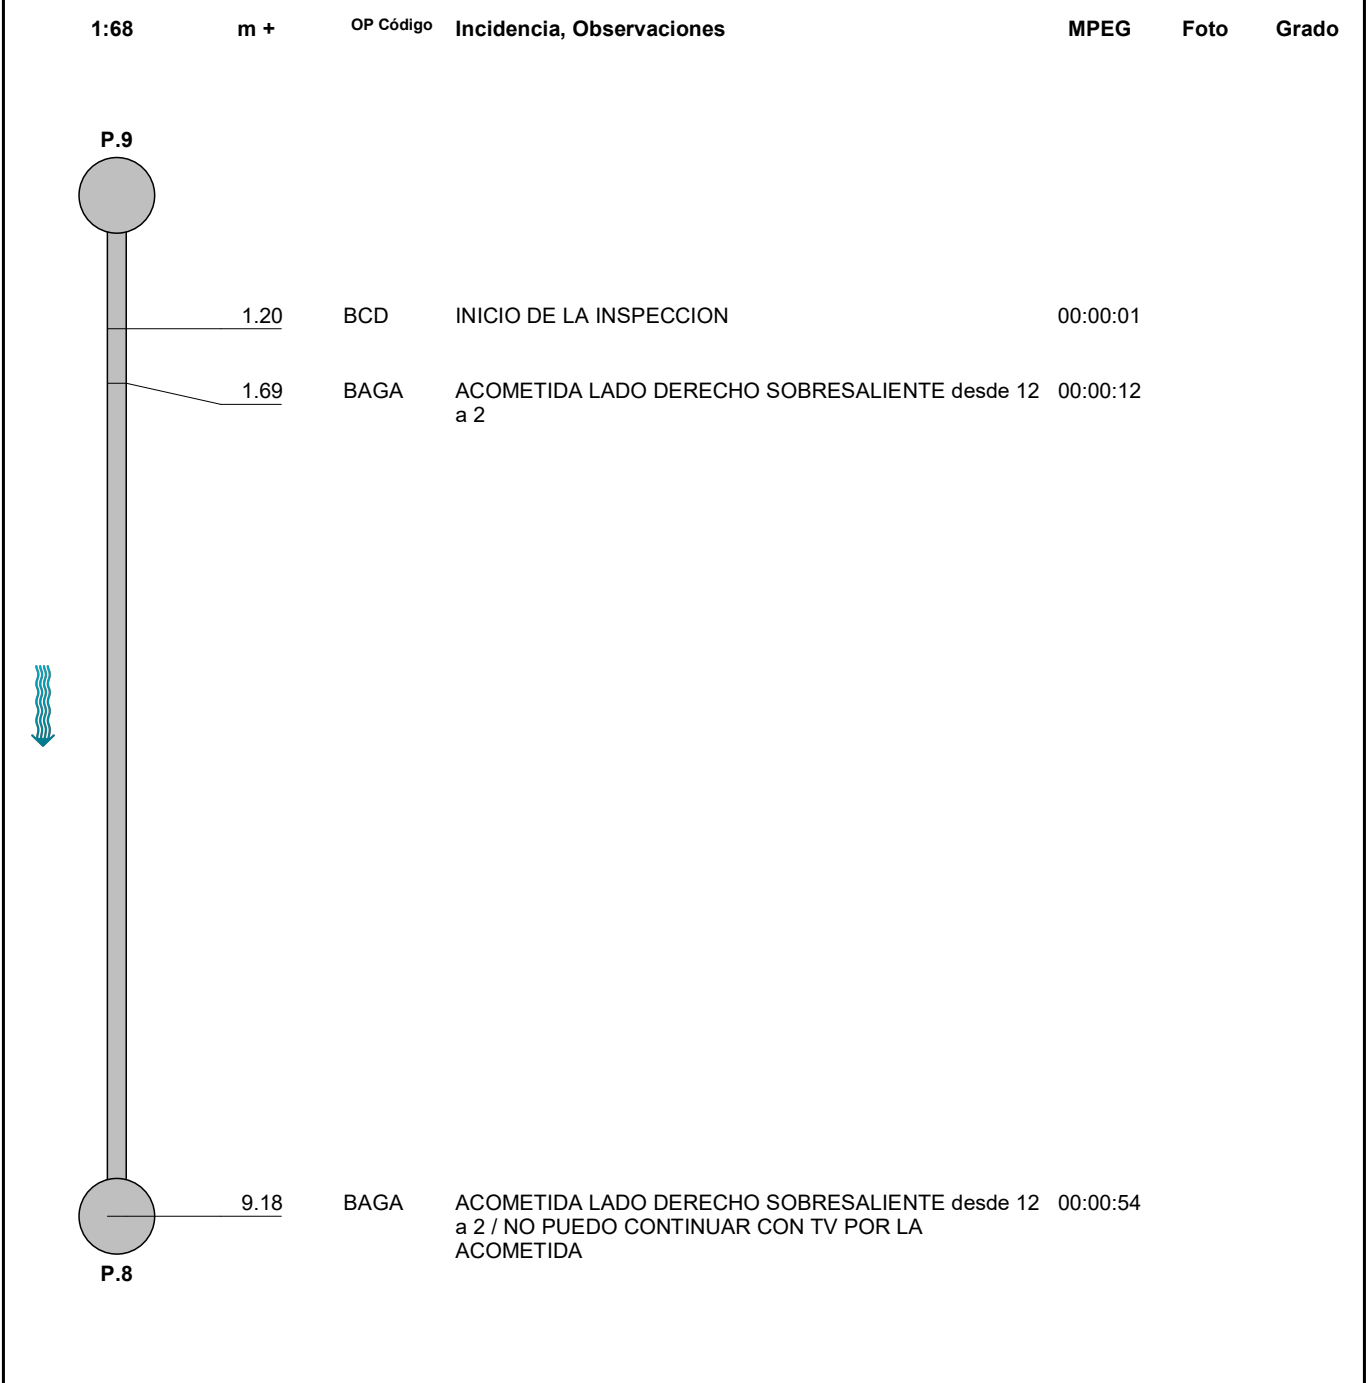 1:68 m + OP Código Incidencia, Observaciones MPEG Foto Grado
P.9
1.20 BCD INICIO DE LA INSPECCION 00:00:01
1.69 BAGA ACOMETIDA LADO DERECHO SOBRESALIENTE desde 12 00:00:12
a 2
9.18 BAGA ACOMETIDA LADO DERECHO SOBRESALIENTE desde 12 00:00:54
a 2 / NO PUEDO CONTINUAR CON TV POR LA
ACOMETIDA
P.8